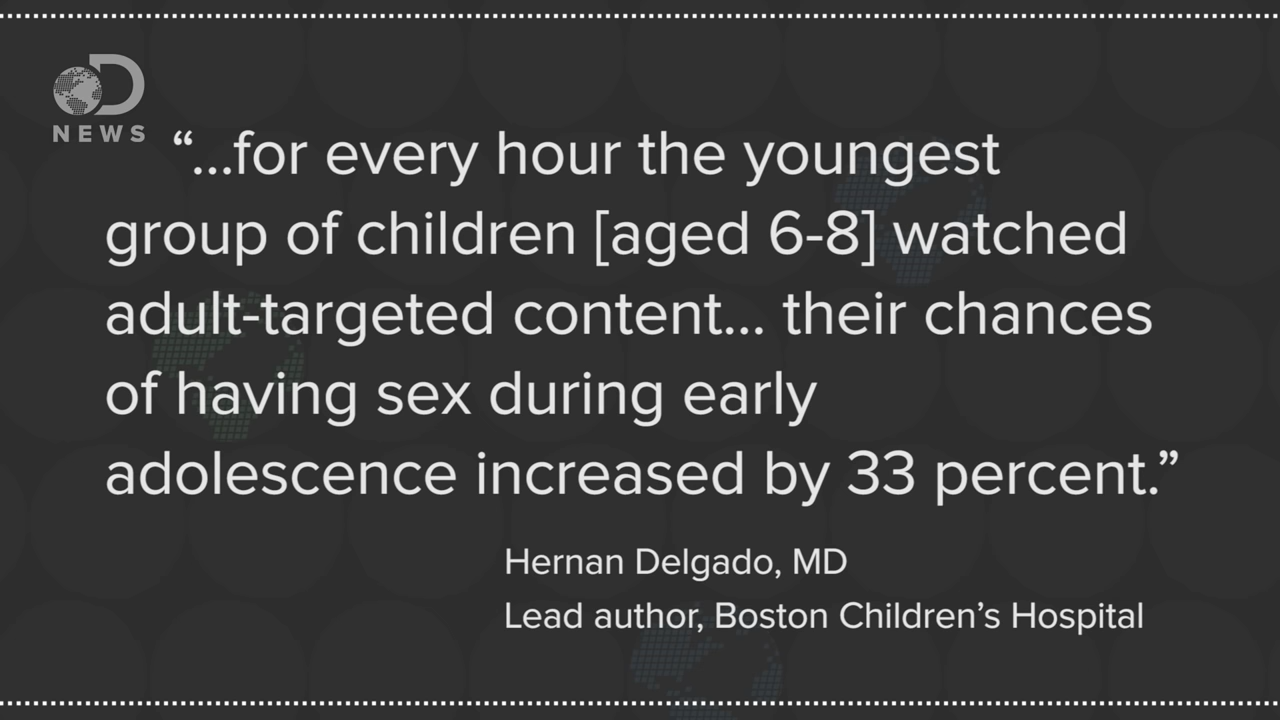 D
NEWS
“...for every hour the youngest
group of children [aged 6-8] watched
adult-targeted content... their chances
of having sex during early
adolescence increased by 33 percent.”
Hernan Delgado, MD
Lead author, Boston Children’s Hospital